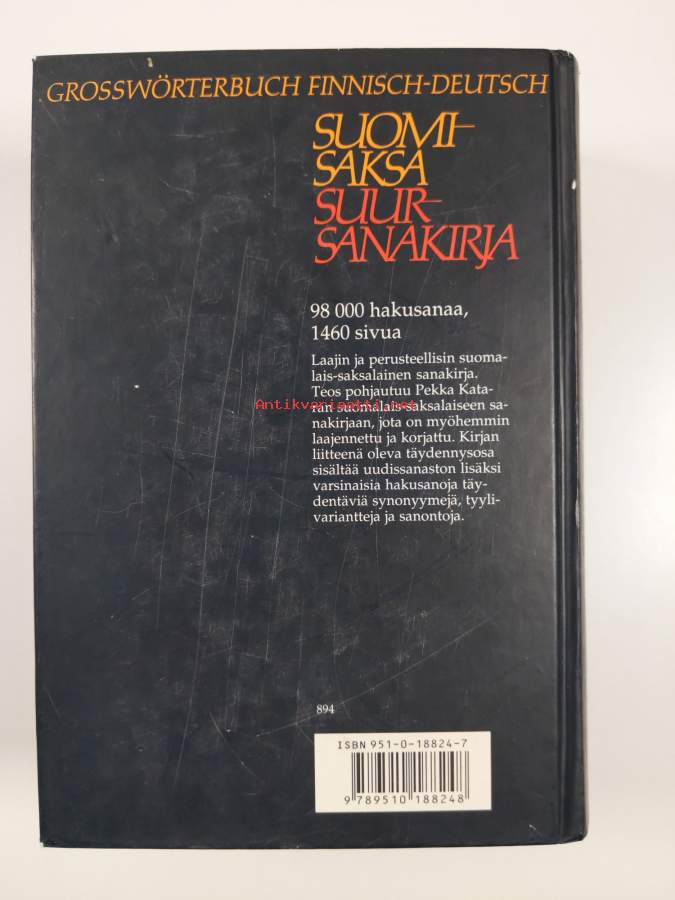 GROSSWÖRTERBUCH FINNISCH-DEUTSCH
SUOMI-
SAKSA
SUUR-
SANAKIRJA
98 000 hakusanaa,
1460 sivua
Laajin ja perusteellisin suoma-
lais-saksalainen sanakirja.
Teos pohjautuu Pekka Kata-
Antikvariaatti.net
ran suomalais-saksalaiseen sa-
nakirjaan, jota on myöhemmin
laajennettu ja korjattu. Kirjan
liitteenä oleva täydennysosa
sisältää uudissanaston lisäksi
varsinaisia hakusanoja täy-
dentäviä synonyymejä, tyyli-
variantteja ja sanontoja.
894
ISBN 951-0-18824-7
9 789510 188248